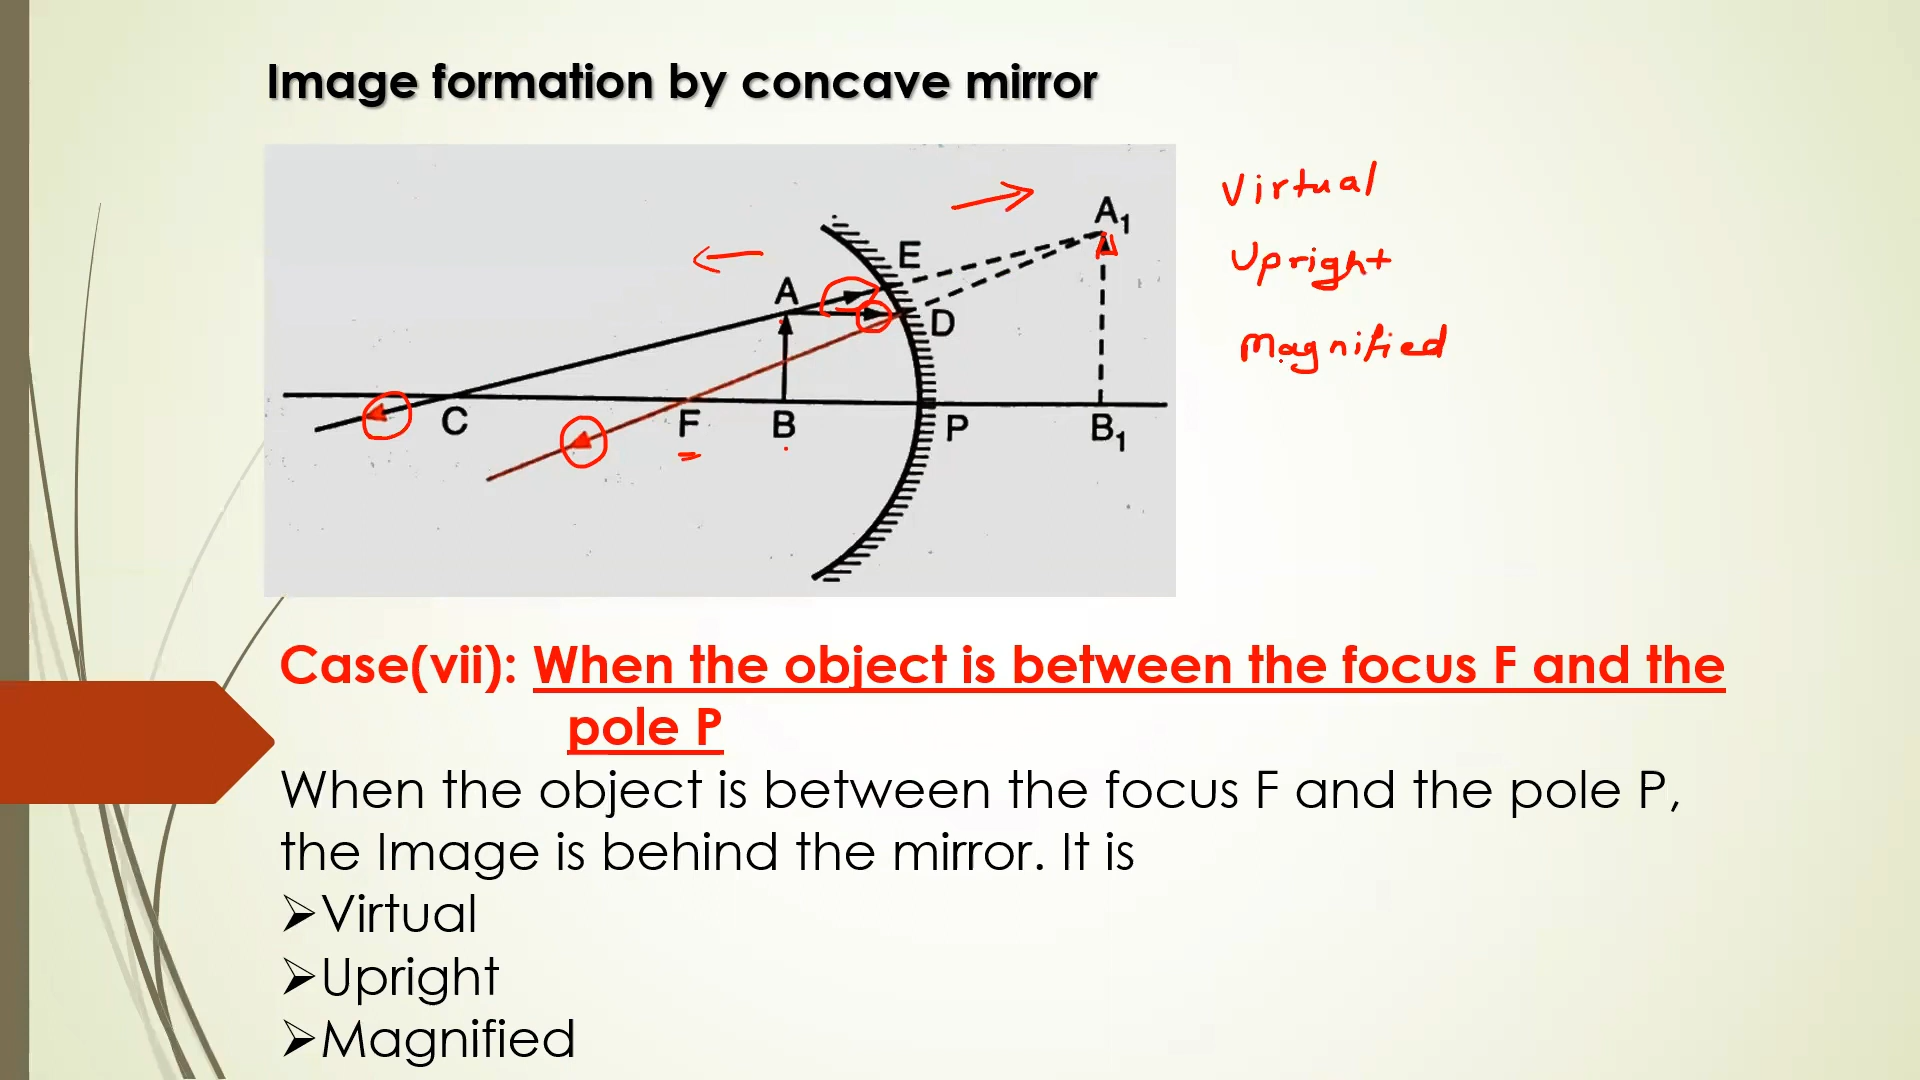 Image formation by concave mirror
A₁
Virtual
E
A
Upright
D
Magnified
C
F
B
P
B₁
Case(vii): When the object is between the focus F and the
pole P
When the object is between the focus F and the pole P,
the Image is behind the mirror. It is
➢Virtual
➢Upright
➢Magnified